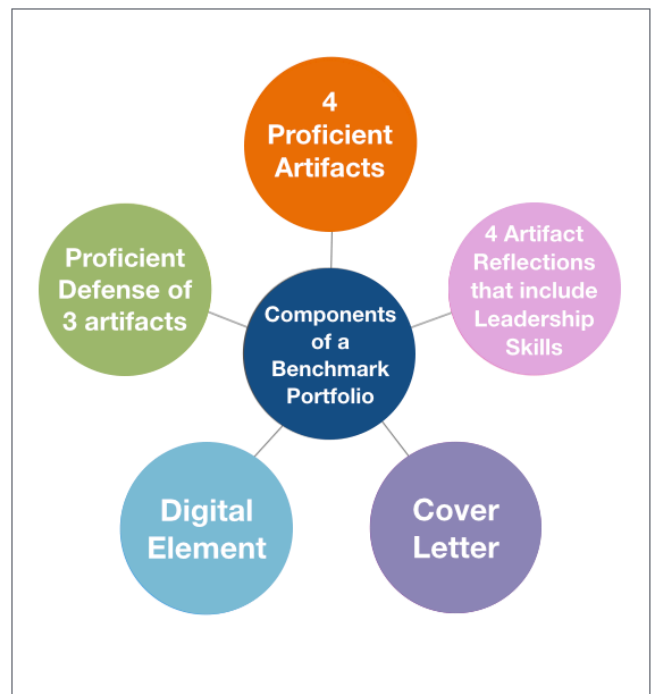 4
Proficient
Artifacts
4 Artifact
Reflections
that include
Leadership
Skills
Proficient
Defense of
3 artifacts
Components
of a
Benchmark
Portfolio
Digital
Element
Cover
Letter